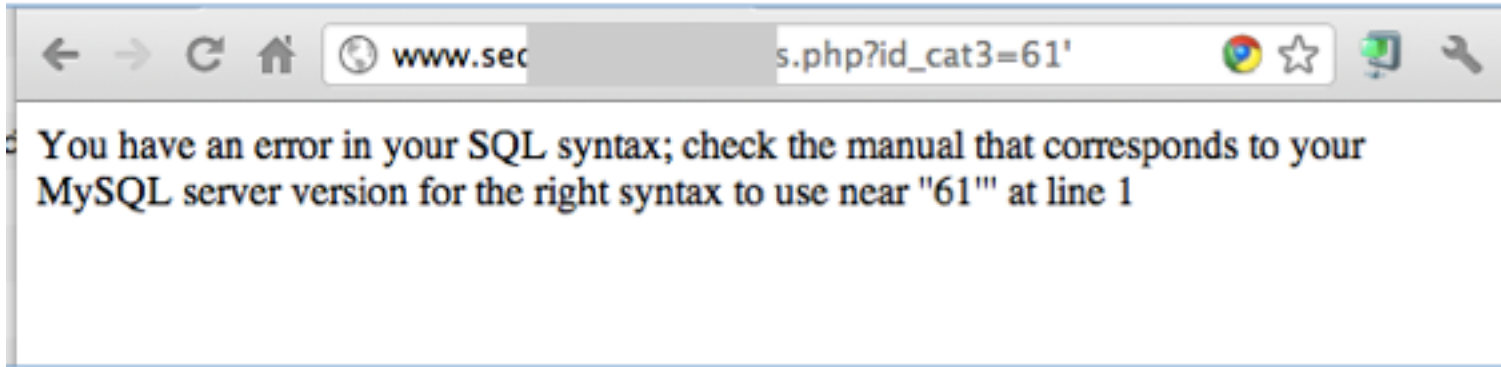 www.sec s.php?id_cat3=61'
You have an error in your SQL syntax; check the manual that corresponds to your
MySQL server version for the right syntax to use near ''61''' at line 1